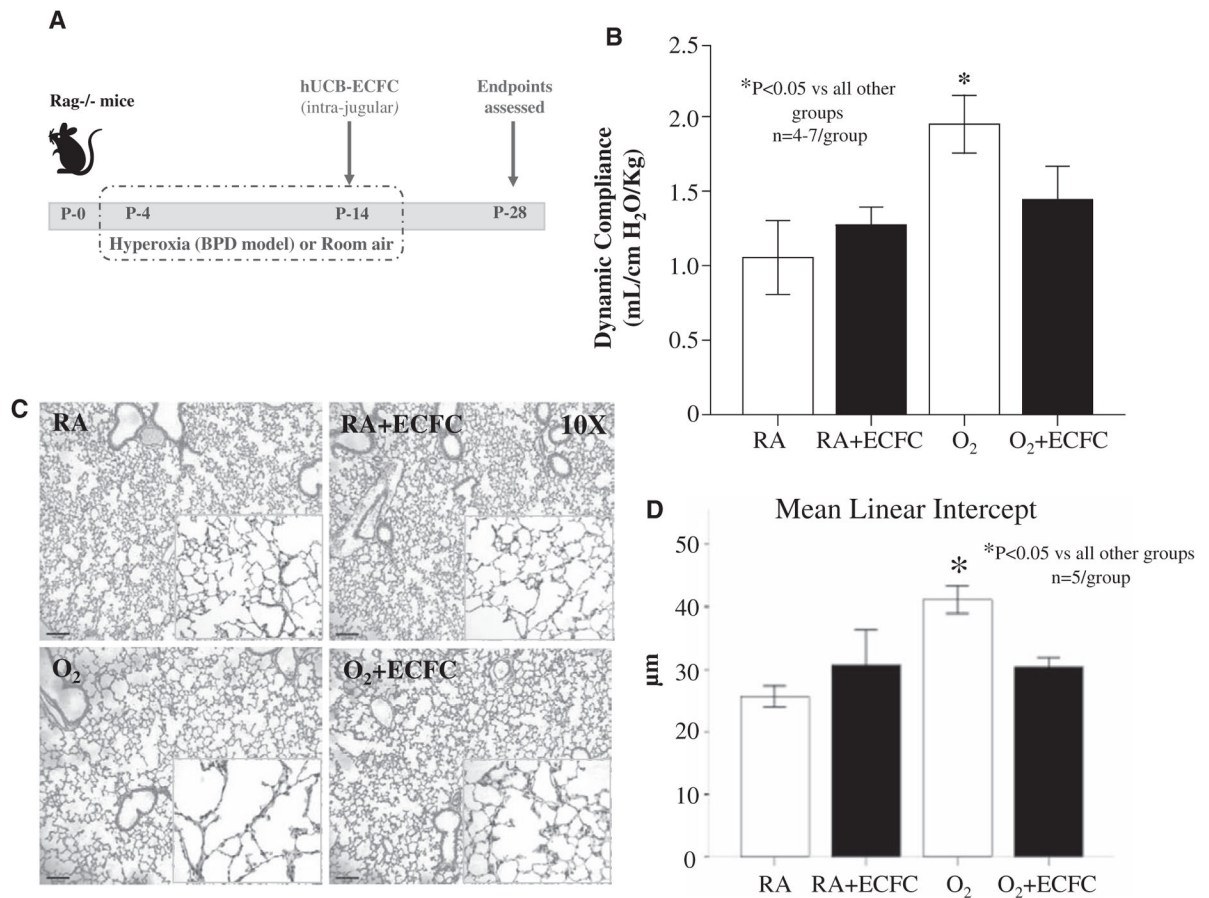 A
Rag-/- mice
hUCB-ECFC
(intra-jugular)
Endpoints
assessed
P-0 P-4 P-14 P-28
Hyperoxia (BPD model) or Room air
B
Dynamic Compliance
(mL/cm H₂O/Kg)
2.5
2.0
1.5
1.0
0.5
0
*P<0.05 vs all other
groups
n=4-7/group
*
RA RA+ECFC O₂ O₂+ECFC
C
RA
RA+ECFC 10X
O₂
O₂+ECFC
D
Mean Linear Intercept
*P<0.05 vs all other groups
n=5/group
*
µm
50
40
30
20
10
0
RA RA+ECFC O₂ O₂+ECFC